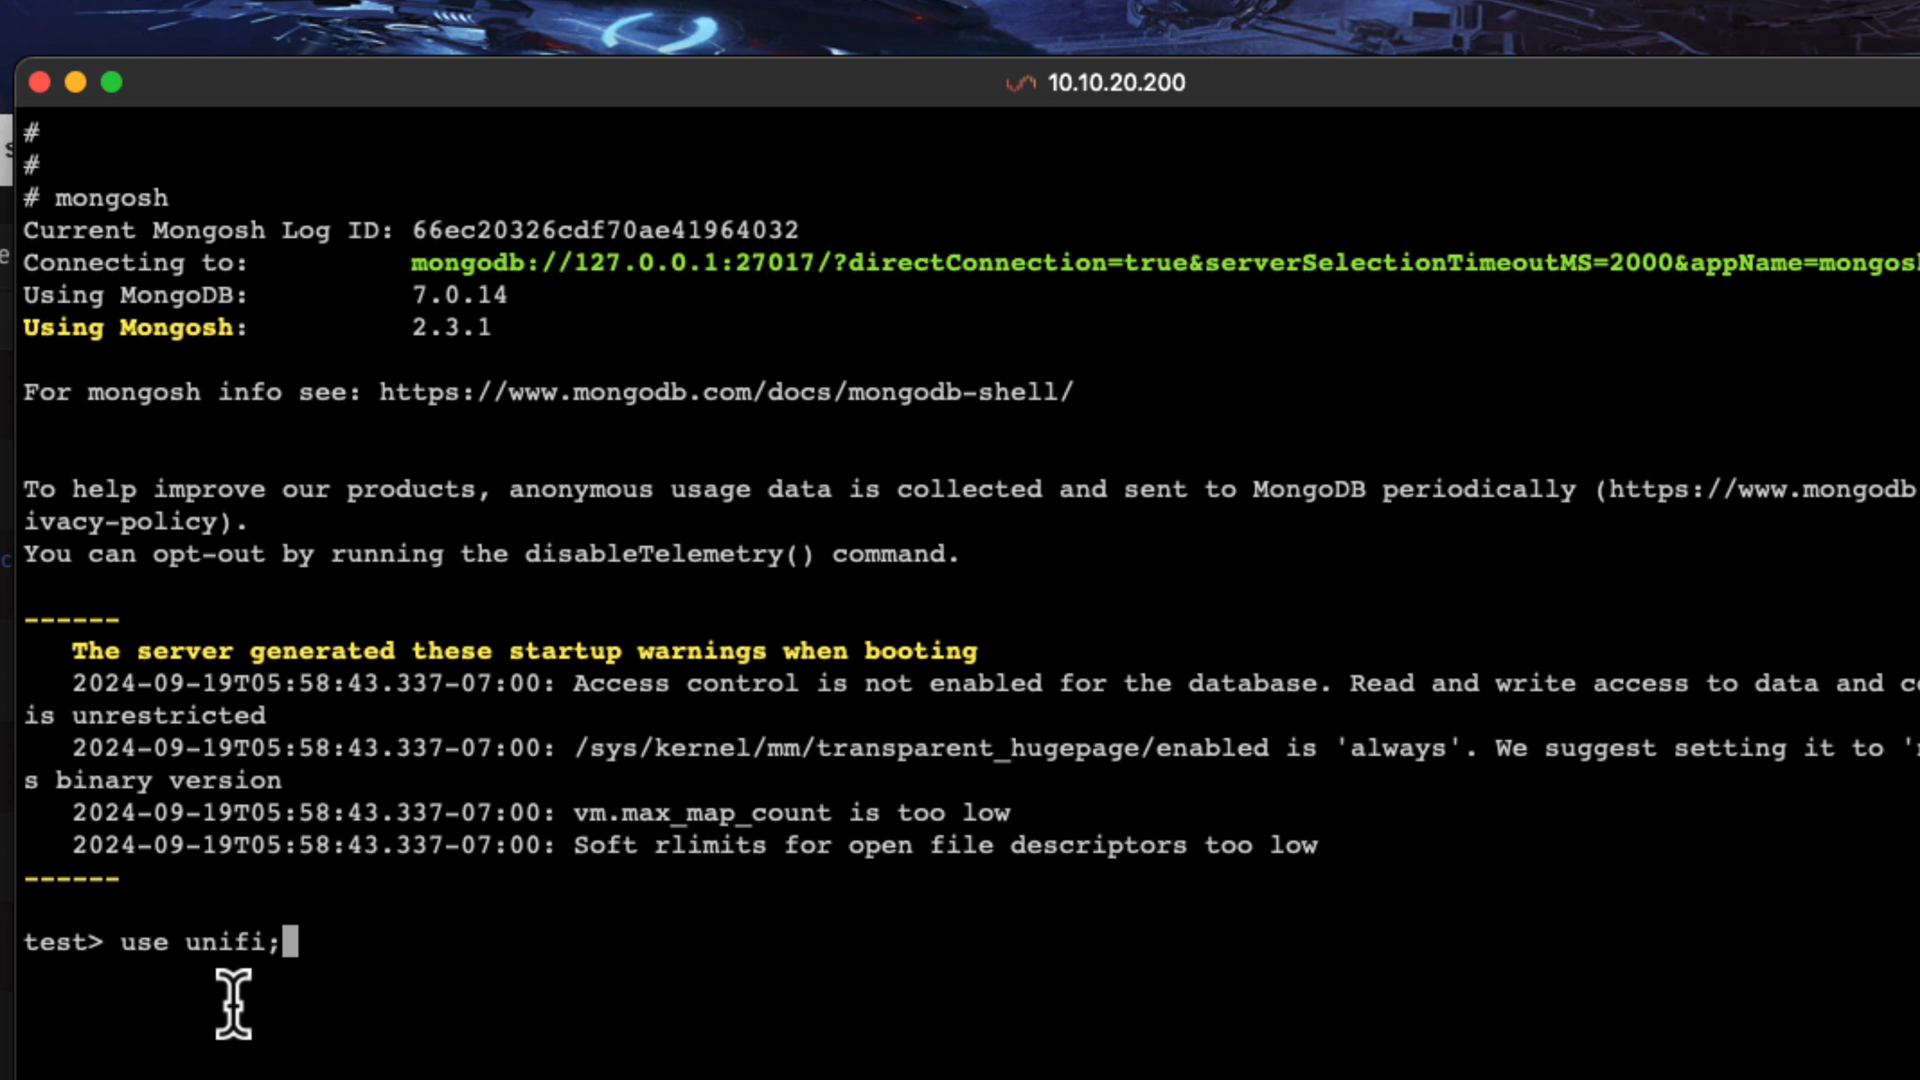 10.10.20.200
#
#
# mongosh
Current Mongosh Log ID: 66ec20326cdf70ae41964032
Connecting to: mongodb://127.0.0.1:27017/?directConnection=true&serverSelectionTimeoutMS=2000&appName=mongosh
Using MongoDB: 7.0.14
Using Mongosh: 2.3.1
For mongosh info see: https://www.mongodb.com/docs/mongodb-shell/
To help improve our products, anonymous usage data is collected and sent to MongoDB periodically (https://www.mongodb
ivacy-policy).
You can opt-out by running the disableTelemetry() command.
------
The server generated these startup warnings when booting
2024-09-19T05:58:43.337-07:00: Access control is not enabled for the database. Read and write access to data and
is unrestricted
2024-09-19T05:58:43.337-07:00: /sys/kernel/mm/transparent_hugepage/enabled is 'always'. We suggest setting it to
s binary version
2024-09-19T05:58:43.337-07:00: vm.max_map_count is too low
2024-09-19T05:58:43.337-07:00: Soft rlimits for open file descriptors too low
------
test> use unifi;